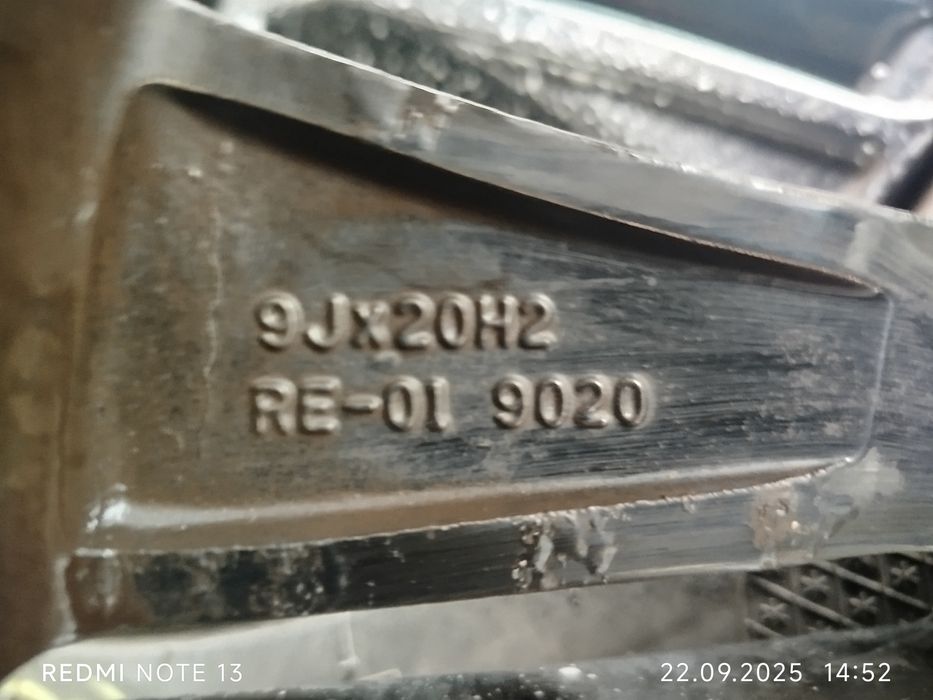 9Jx20H2
RE-01 9020
REDMI NOTE 13
22.09.2025 14:52